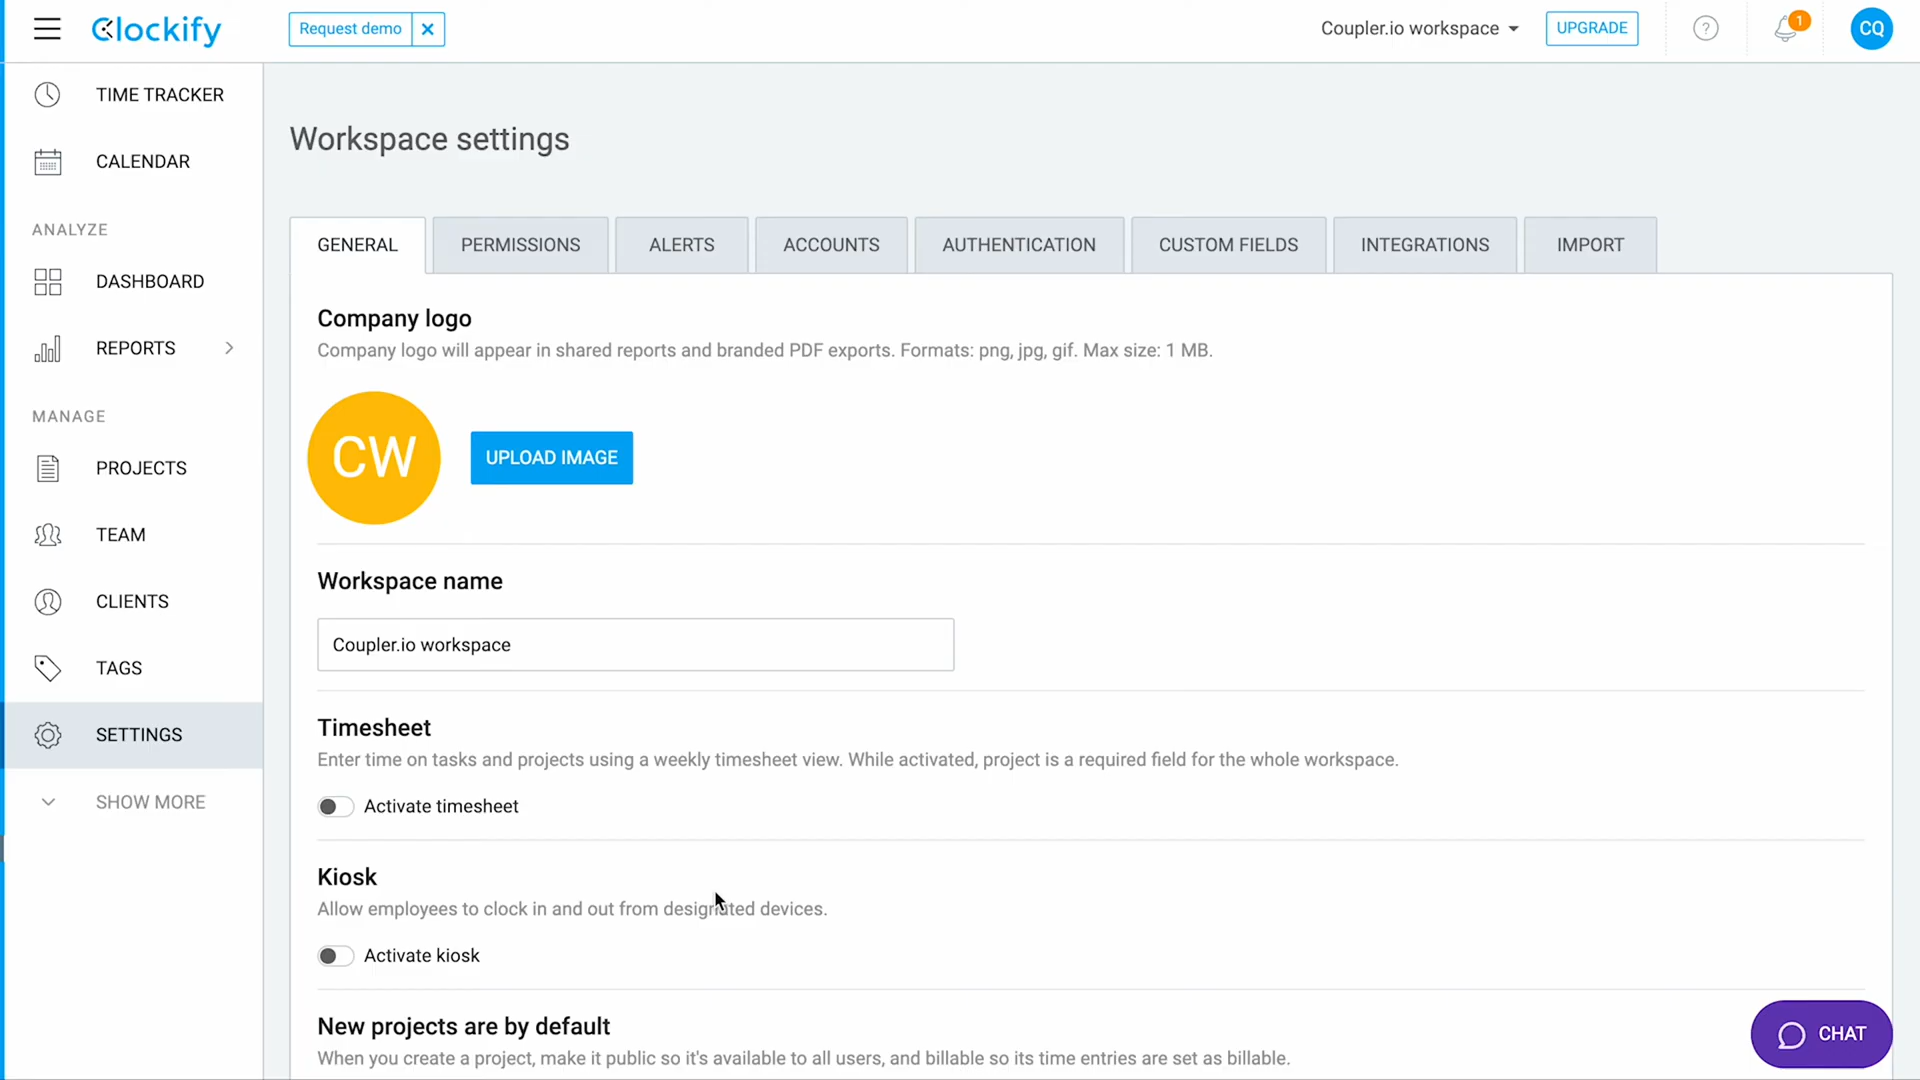 Clockify
Request demo
Coupler.io workspace
UPGRADE
?
1
CQ
TIME TRACKER
CALENDAR
ANALYZE
DASHBOARD
REPORTS
MANAGE
PROJECTS
TEAM
CLIENTS
TAGS
SETTINGS
SHOW MORE
Workspace settings
GENERAL PERMISSIONS ALERTS ACCOUNTS AUTHENTICATION CUSTOM FIELDS INTEGRATIONS IMPORT
Company logo
Company logo will appear in shared reports and branded PDF exports. Formats: png, jpg, gif. Max size: 1 MB.
CW
UPLOAD IMAGE
Workspace name
Coupler.io workspace
Timesheet
Enter time on tasks and projects using a weekly timesheet view. While activated, project is a required field for the whole workspace.
Activate timesheet
Kiosk
Allow employees to clock in and out from designated devices.
Activate kiosk
New projects are by default
When you create a project, make it public so it's available to all users, and billable so its time entries are set as billable.
CHAT